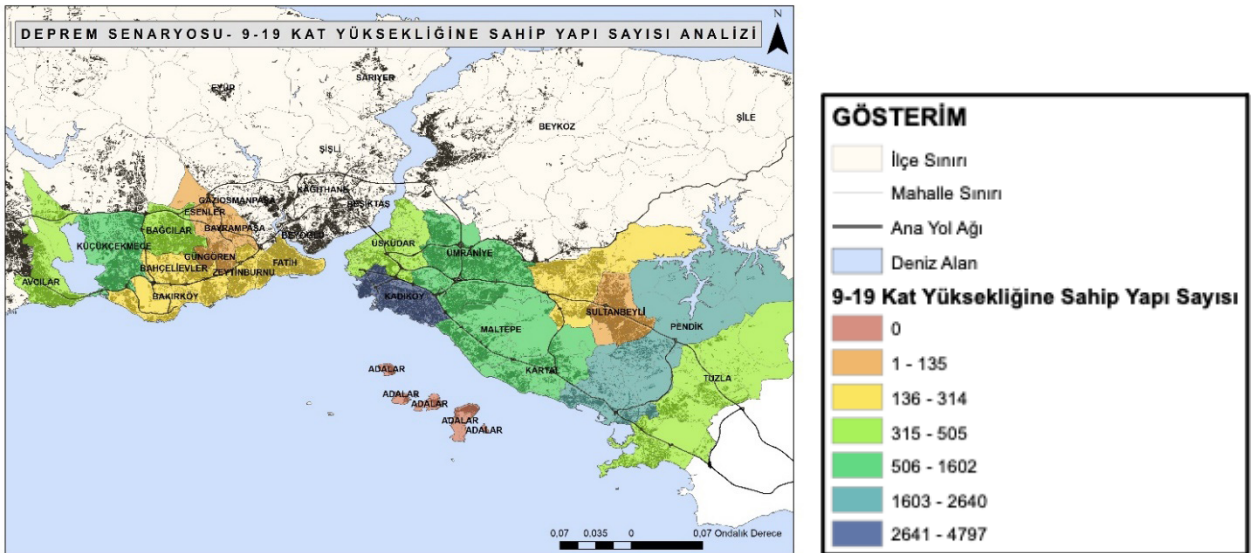 DEPREM SENARYOSU- 9-19 KAT YÜKSEKLİĞİNE SAHİP YAPI SAYISI ANALİZİ
N
SARIYER
EYÜP
BEYKOZ
ŞİLE
ŞİŞLİ
KAĞITHANE
GAZİOSMANPAŞA
BEŞİKTAŞ
ESENLER
BAYRAMPAŞA
BEYOĞLU
BAĞCILAR
KÜÇÜKÇEKMECE
ÜSKÜDAR
ÜMRANİYE
GÜNGÖREN
FATİH
BAHÇELİEVLER
ZEYTİNBURNU
AVCILAR
BAKIRKÖY
KADIKÖY
SULTANBEYLİ
MALTEPE
PENDİK
KARTAL
TUZLA
ADALAR
ADALAR
ADALAR
ADALAR
ADALAR
0,07 0,035 0 0,07 Ondalık Derece
GÖSTERİM
İlçe Sınırı
Mahalle Sınırı
Ana Yol Ağı
Deniz Alan
9-19 Kat Yüksekliğine Sahip Yapı Sayısı
0
1 - 135
136 - 314
315 - 505
506 - 1602
1603 - 2640
2641 - 4797